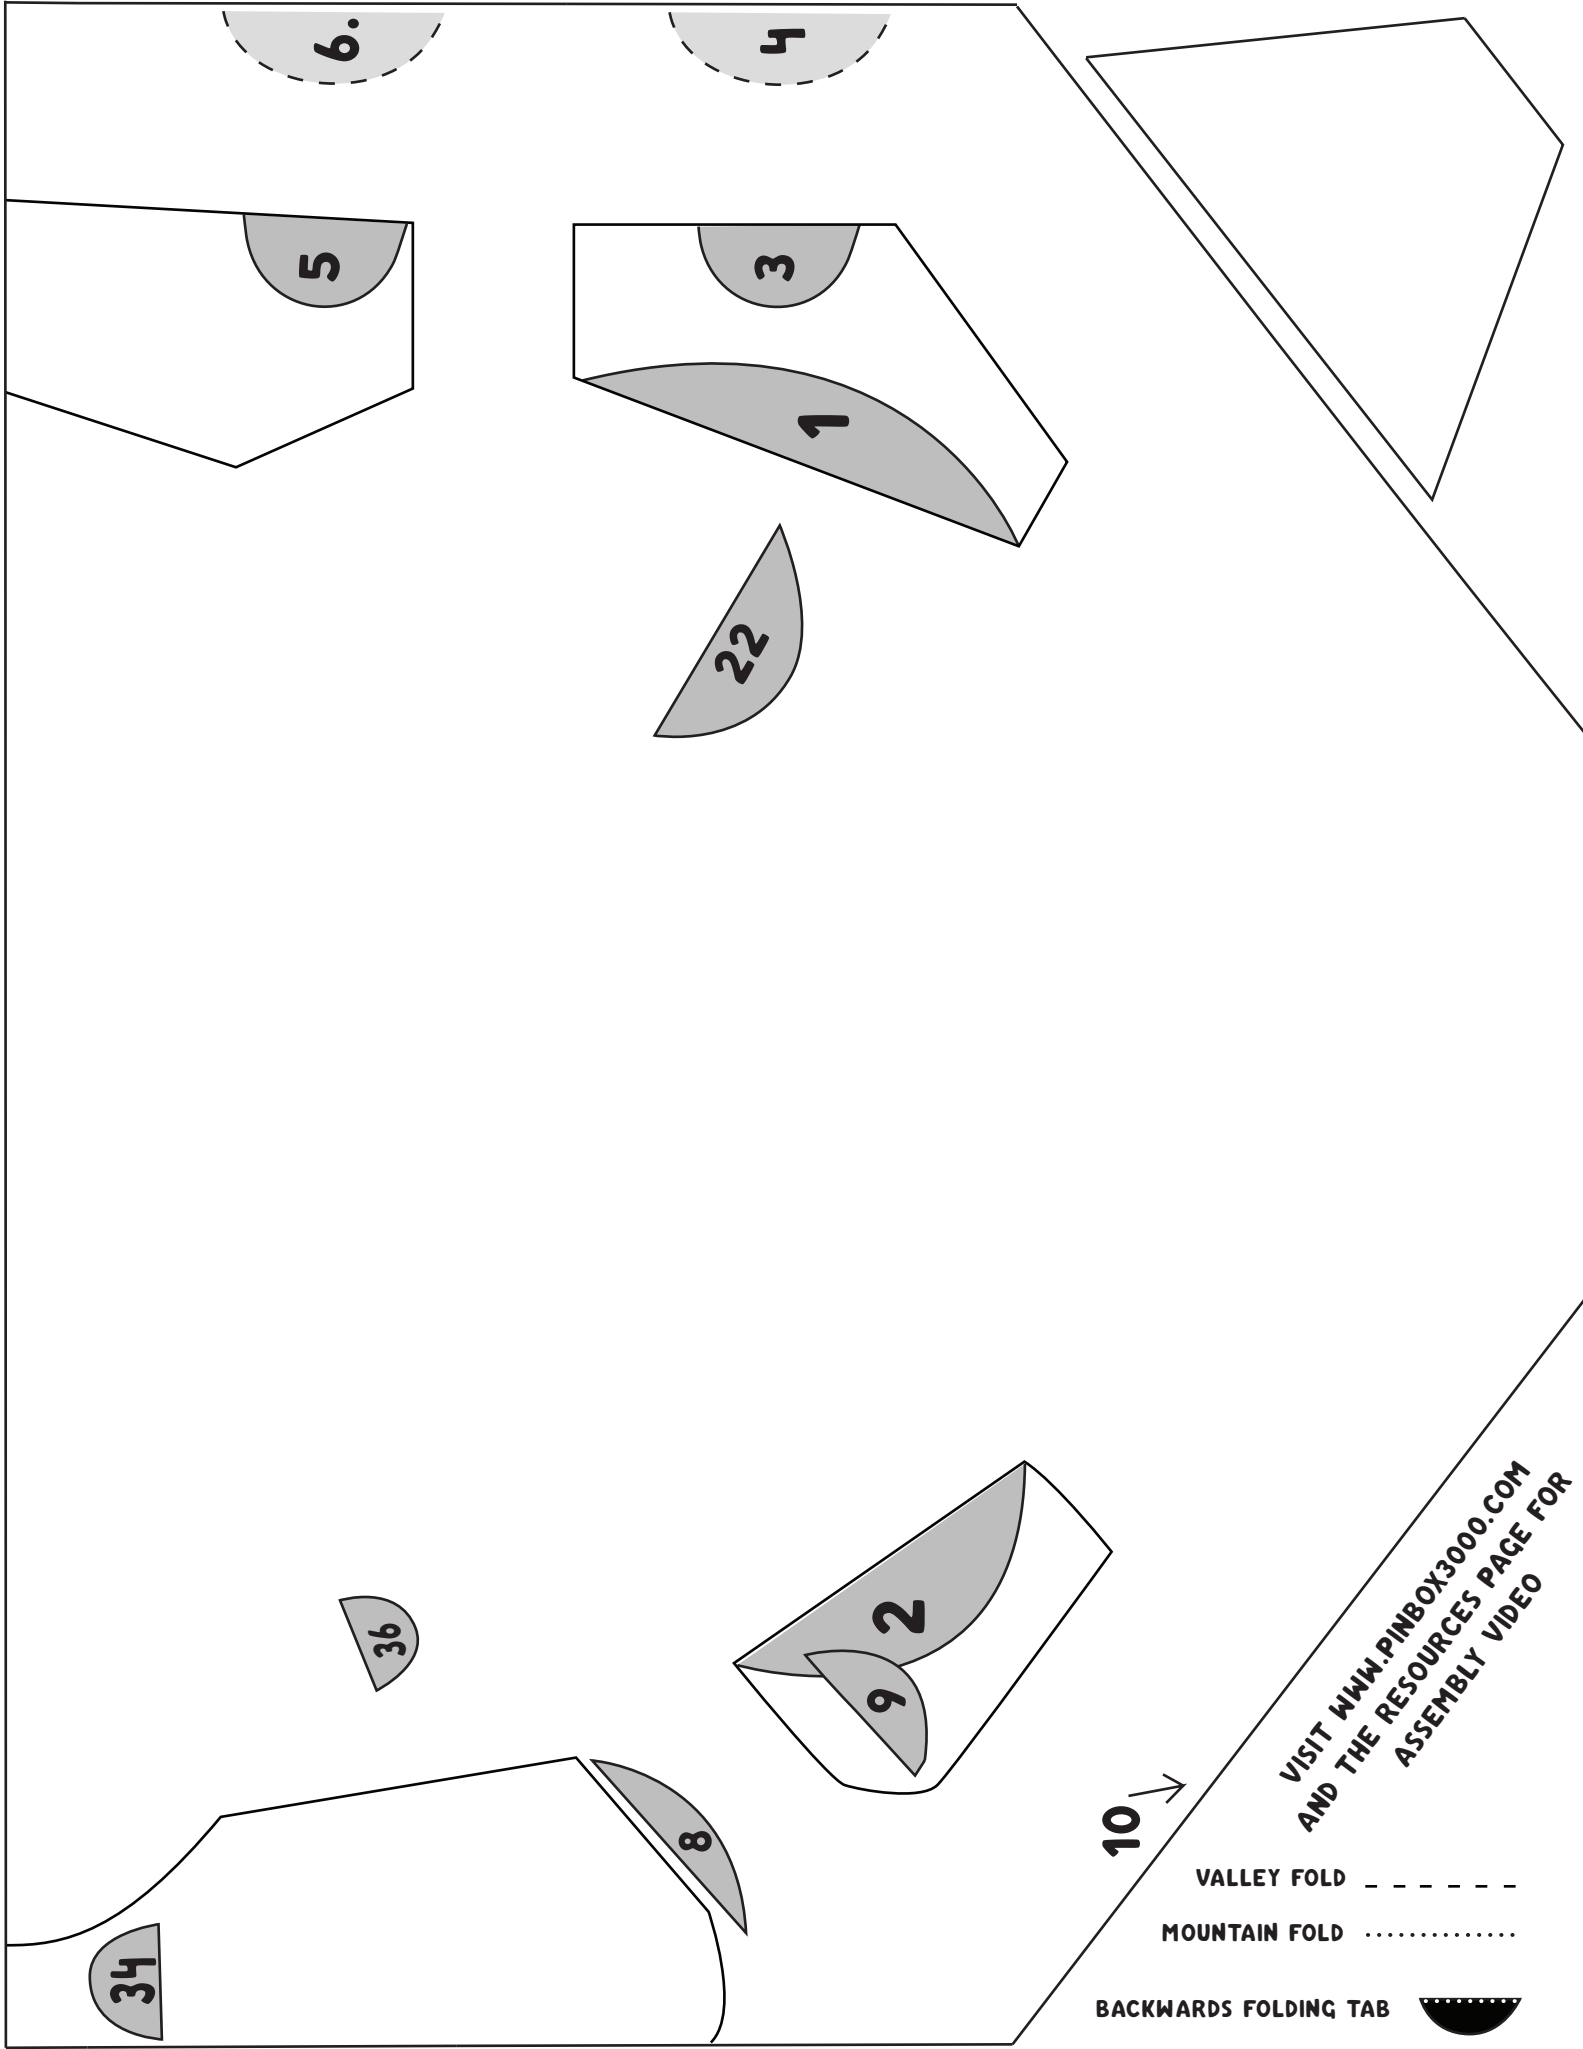 6.
4
5
3
1
22
2
9
36
8
10
34
VISIT WWW.PINBOX3000.COM
AND THE RESOURCES PAGE FOR
ASSEMBLY VIDEO
VALLEY FOLD
MOUNTAIN FOLD
BACKWARDS FOLDING TAB